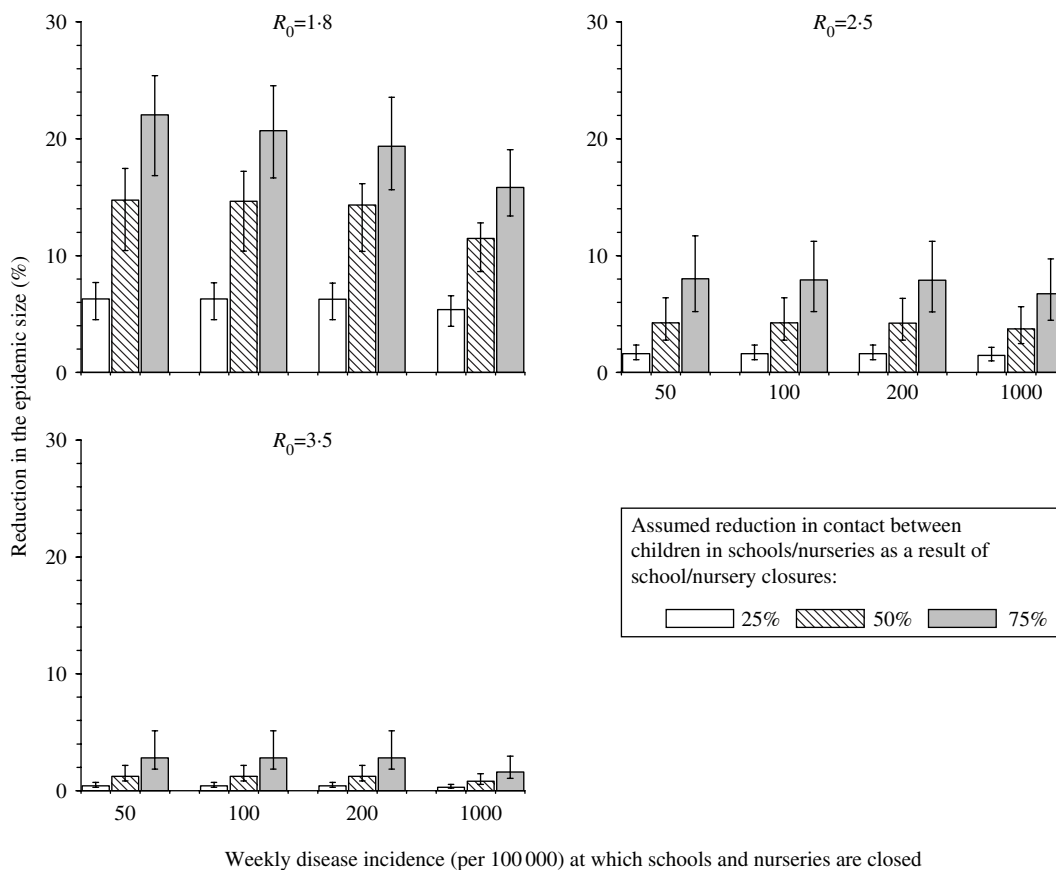 R0=1·8
30
20
10
0
R0=2·5
30
20
10
0
50 100 200 1000
Reduction in the epidemic size (%)
R0=3·5
30
20
10
0
50 100 200 1000
Assumed reduction in contact between
children in schools/nurseries as a result of
school/nursery closures:
25% 50% 75%
Weekly disease incidence (per 100 000) at which schools and nurseries are closed